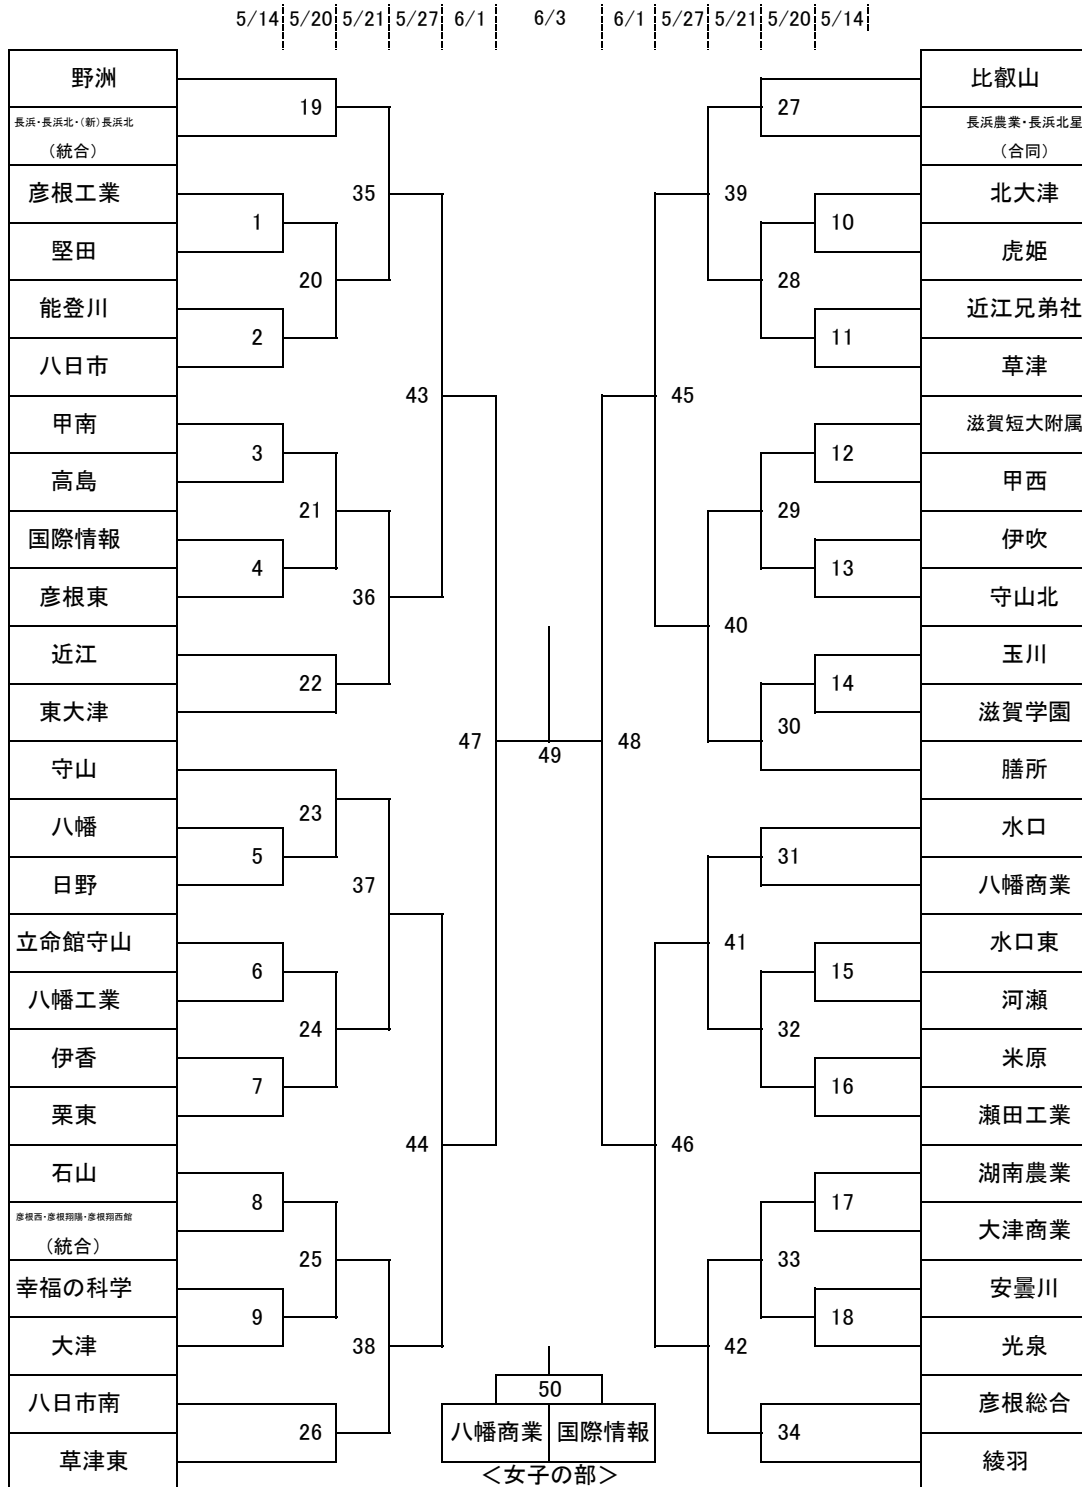 5/14 5/20 5/21 5/27 6/1 6/3 6/1 5/27 5/21 5/20 5/14
野洲
19
長浜・長浜北・(新)長浜北
(統合)
35
彦根工業
1
堅田
20
能登川
2
八日市
43
甲南
3
高島
21
国際情報
4
彦根東
36
近江
22
東大津
47
守山
23
八幡
5
日野
37
立命館守山
6
八幡工業
24
伊香
7
栗東
44
石山
8
彦根西・彦根翔陽・彦根翔西館
(統合)
25
幸福の科学
9
大津
38
八日市南
26
草津東
49
50
八幡商業 国際情報
<女子の部>
比叡山
27
長浜農業・長浜北星
(合同)
39
北大津
10
虎姫
28
近江兄弟社
11
草津
45
滋賀短大附属
12
甲西
29
伊吹
13
守山北
40
玉川
14
滋賀学園
30
膳所
48
水口
31
八幡商業
41
水口東
15
河瀬
32
米原
16
瀬田工業
46
湖南農業
17
大津商業
33
安曇川
18
光泉
42
彦根総合
34
綾羽